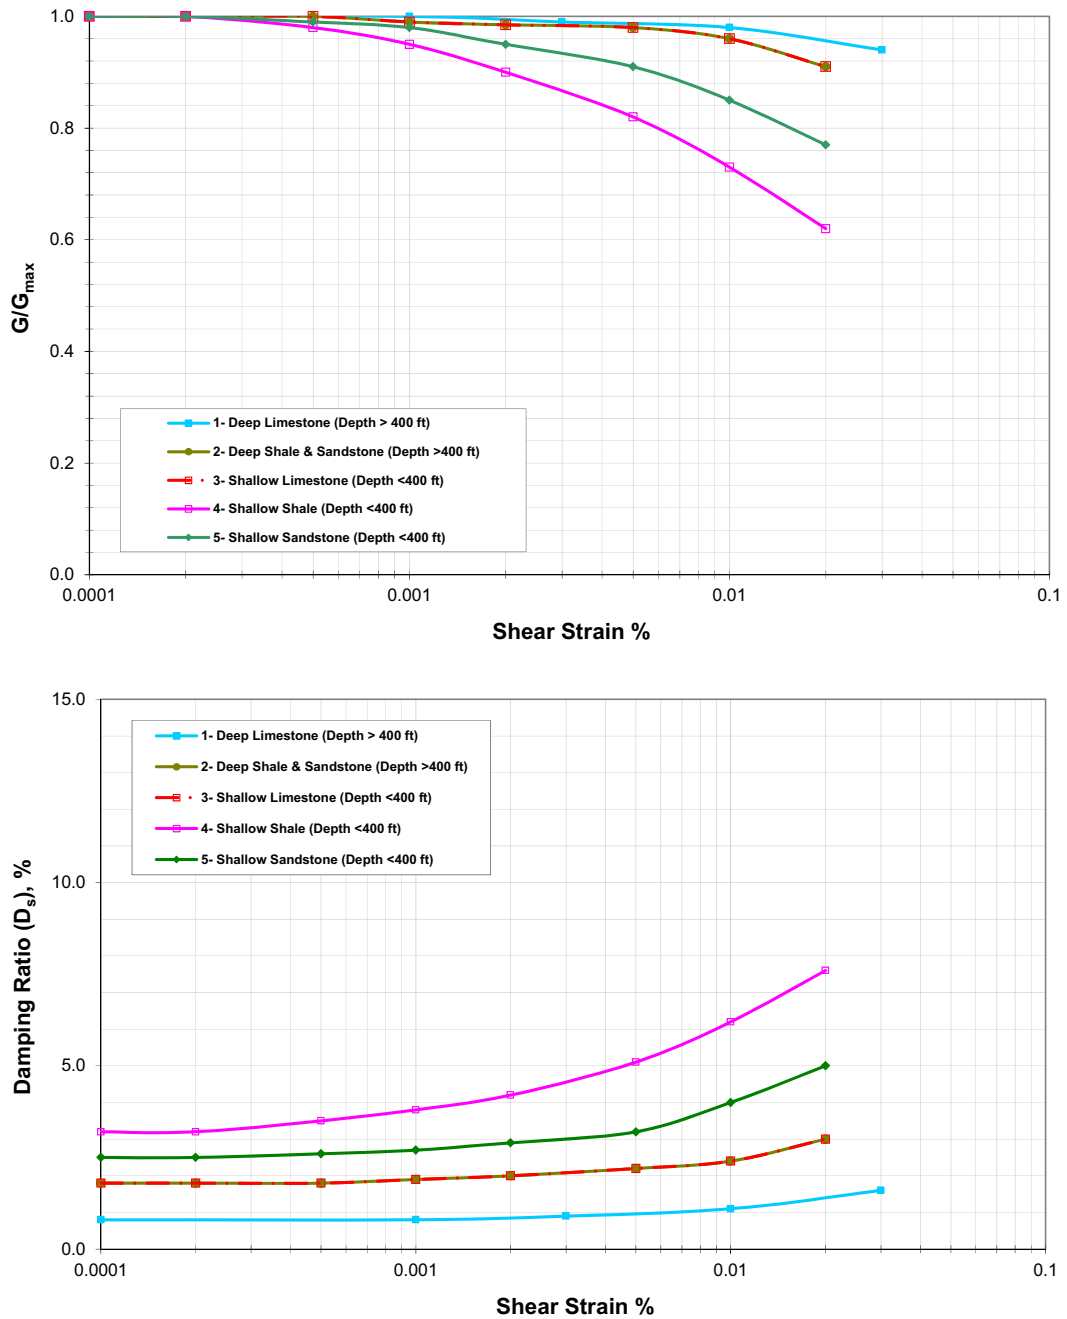 1.0
0.8
0.6
0.4
0.2
0.0
G/Gmax
1- Deep Limestone (Depth > 400 ft)
2- Deep Shale & Sandstone (Depth >400 ft)
3- Shallow Limestone (Depth <400 ft)
4- Shallow Shale (Depth <400 ft)
5- Shallow Sandstone (Depth <400 ft)
0.0001 0.001 0.01 0.1
Shear Strain %
15.0
10.0
5.0
0.0
Damping Ratio (Ds), %
1- Deep Limestone (Depth > 400 ft)
2- Deep Shale & Sandstone (Depth >400 ft)
3- Shallow Limestone (Depth <400 ft)
4- Shallow Shale (Depth <400 ft)
5- Shallow Sandstone (Depth <400 ft)
0.0001 0.001 0.01 0.1
Shear Strain %